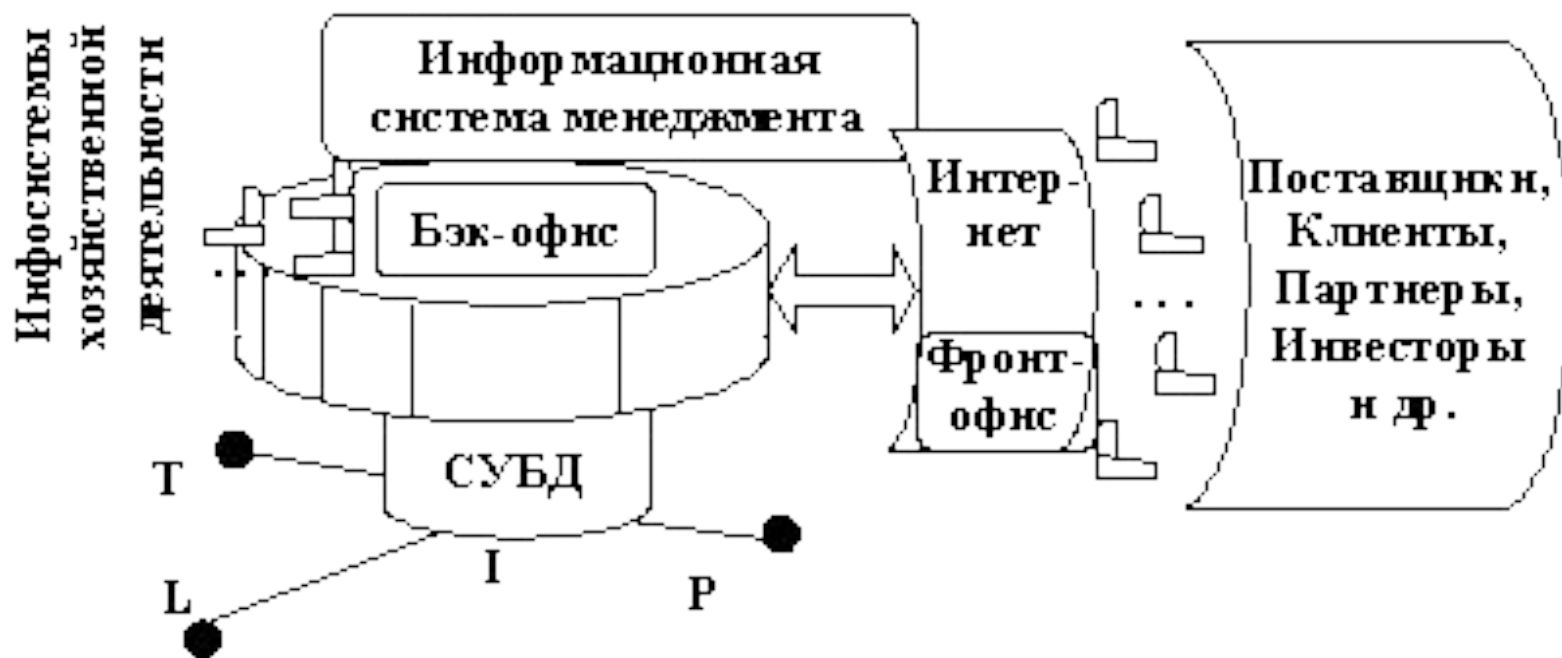 Инфосистемы
хозяйственной
деятельности
Информационная
система менеджмента
Бэк-офис
...
Интер-
нет
Фронт-
офис
...
Поставщики,
Клиенты,
Партнеры,
Инвесторы
и др.
СУБД
T
I
P
L